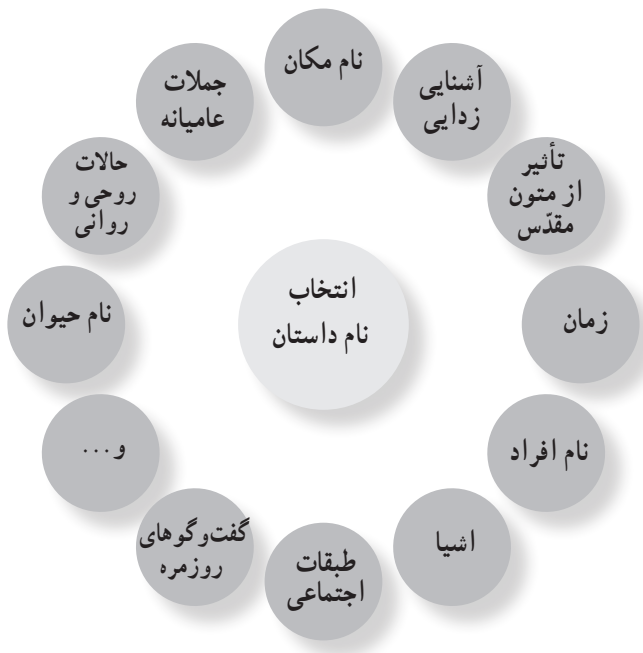 نام مکان
آشنایی
زدایی
تأثیر
از متون
مقدّس
زمان
نام افراد
اشیا
طبقات
اجتماعی
گفت‌وگوهای
روزمره
و...
نام حیوان
حالات
روحی و
روانی
جملات
عامیانه
انتخاب
نام داستان